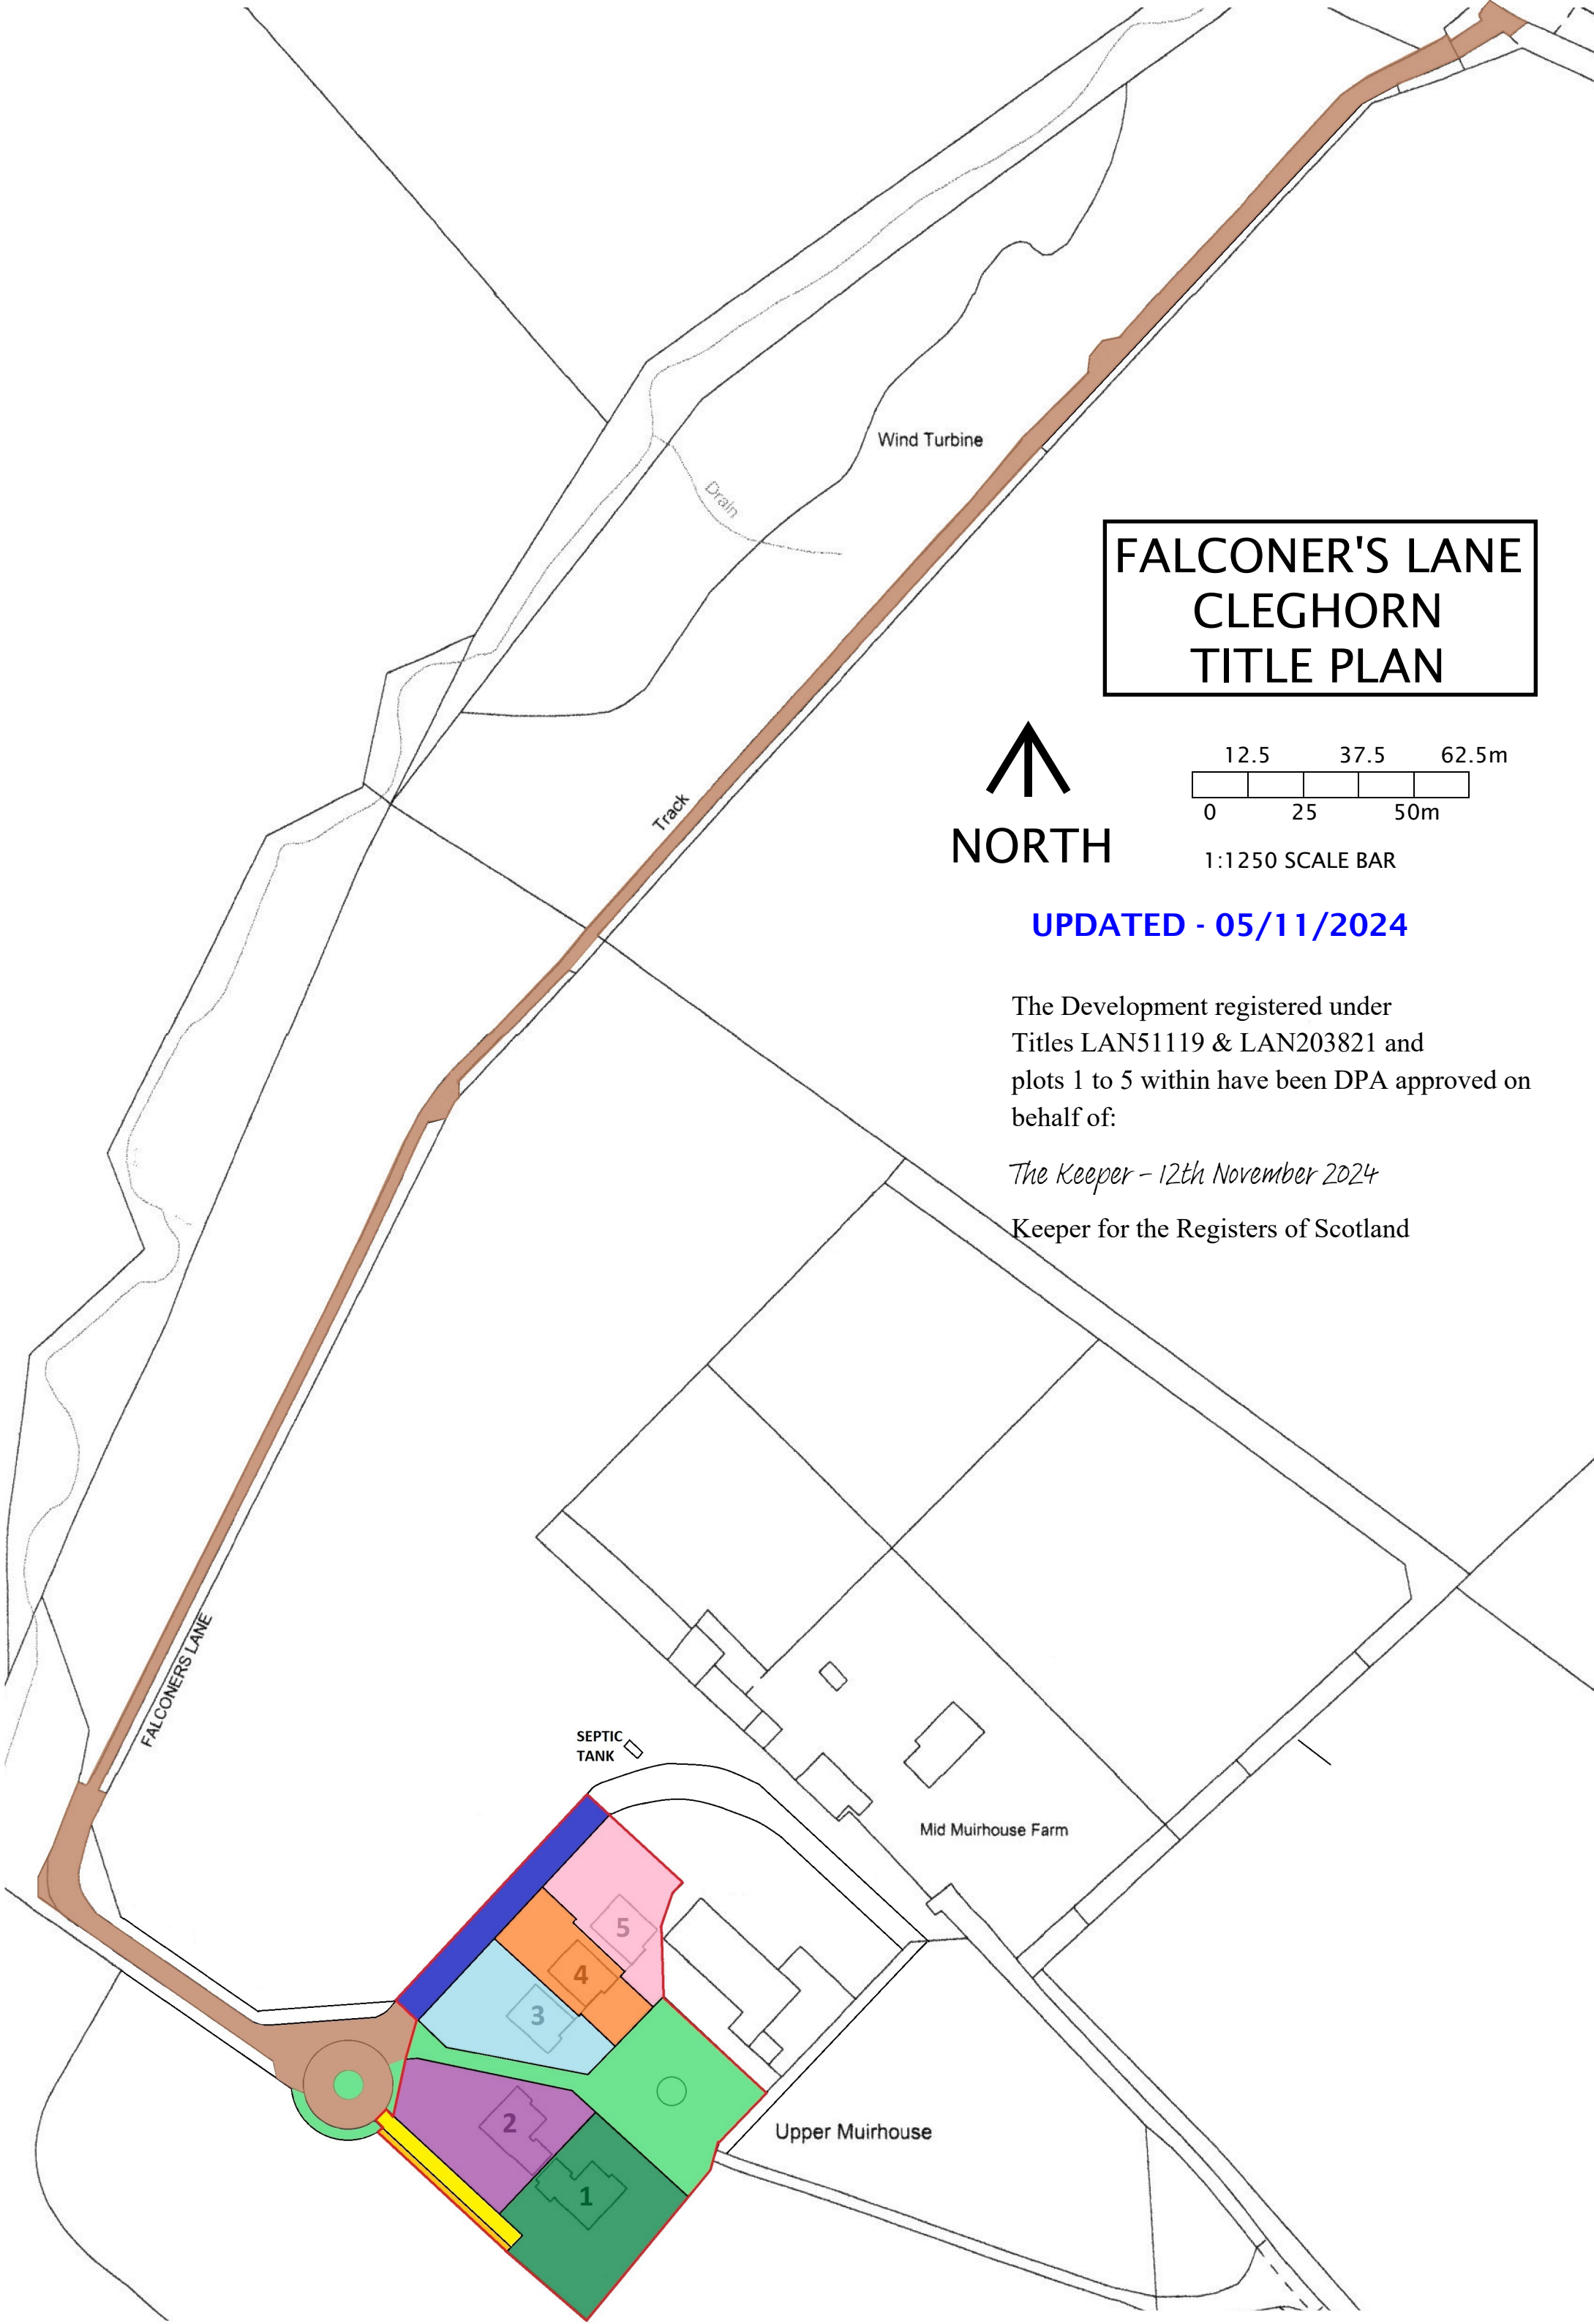 Wind Turbine
Drain
FALCONER'S LANE
CLEGHORN
TITLE PLAN
12.5 37.5 62.5m
0 25 50m
1:1250 SCALE BAR
NORTH
Track
UPDATED - 05/11/2024
The Development registered under
Titles LAN51119 & LAN203821 and
plots 1 to 5 within have been DPA approved on
behalf of:
The Keeper - 12th November 2024
Keeper for the Registers of Scotland
FALCONERS LANE
SEPTIC
TANK
Mid Muirhouse Farm
5
4
3
2
1
Upper Muirhouse